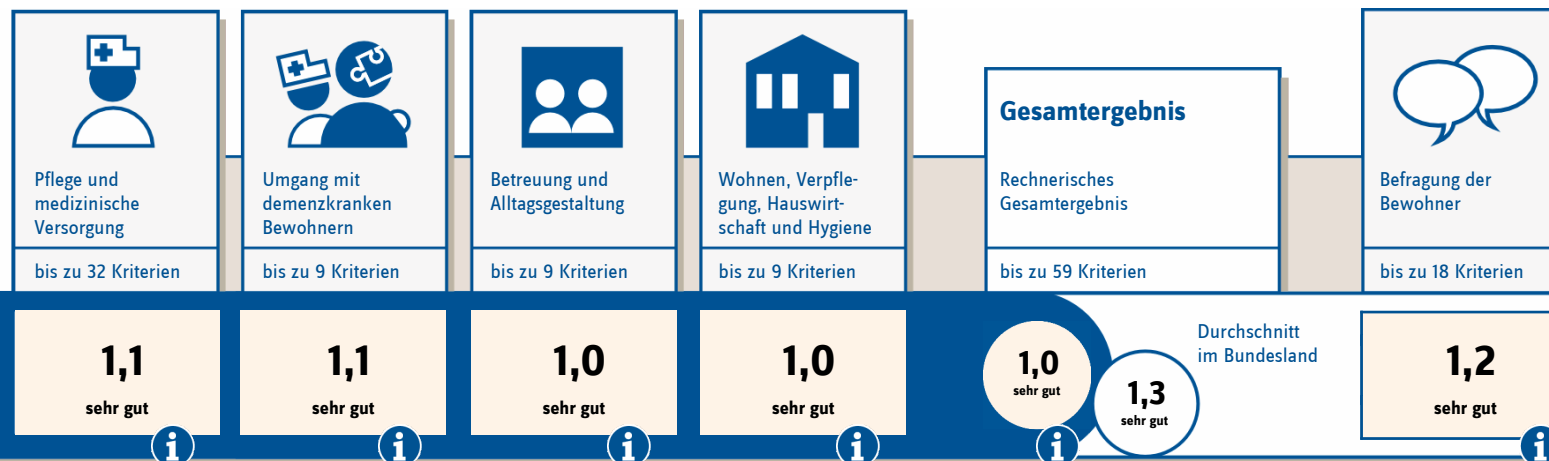 Pflege und
medizinische
Versorgung
bis zu 32 Kriterien
1,1
sehr gut
i
Umgang mit
demenzkranken
Bewohnern
bis zu 9 Kriterien
1,1
sehr gut
i
Betreuung und
Alltagsgestaltung
bis zu 9 Kriterien
1,0
sehr gut
i
Wohnen, Verpfle-
gung, Hauswirt-
schaft und Hygiene
bis zu 9 Kriterien
1,0
sehr gut
i
Gesamtergebnis
Rechnerisches
Gesamtergebnis
bis zu 59 Kriterien
1,0
sehr gut
i
Durchschnitt
im Bundesland
1,3
sehr gut
Befragung der
Bewohner
bis zu 18 Kriterien
1,2
sehr gut
i